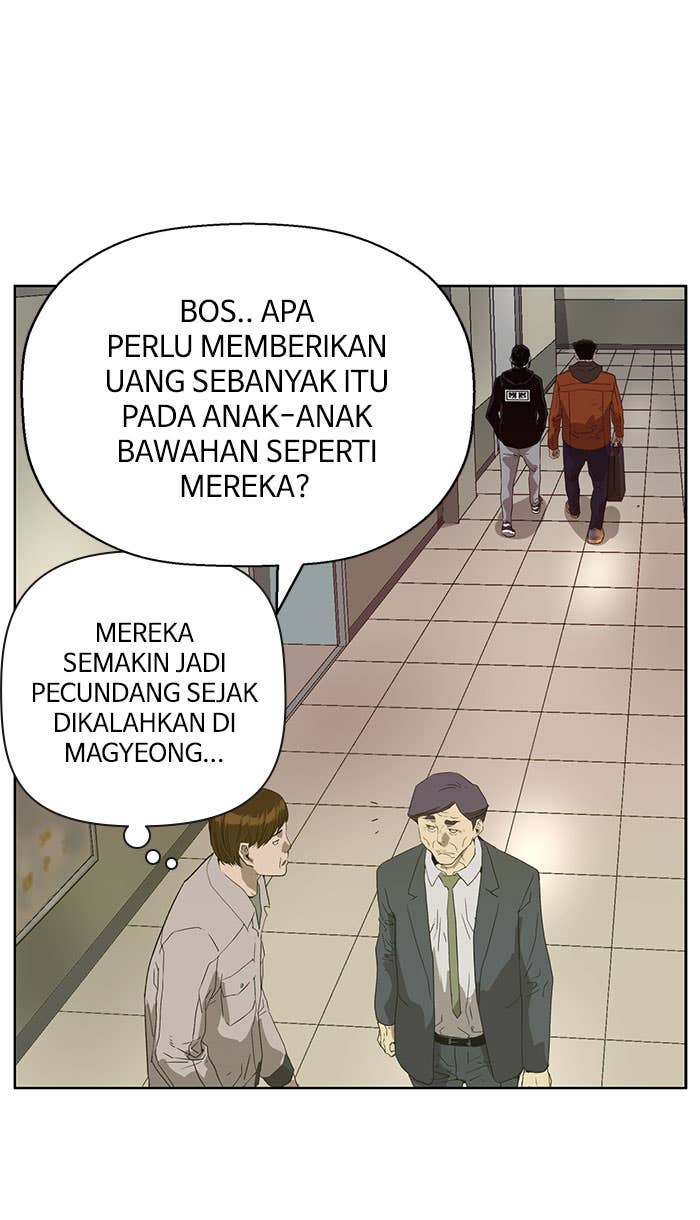 BOS.. APA
PERLU MEMBERIKAN
UANG SEBANYAK ITU
PADA ANAK-ANAK
BAWAHAN SEPERTI
MEREKA?
MEREKA
SEMAKIN JADI
PECUNDANG SEJAK
DIKALAHKAN DI
MAGYEONG...